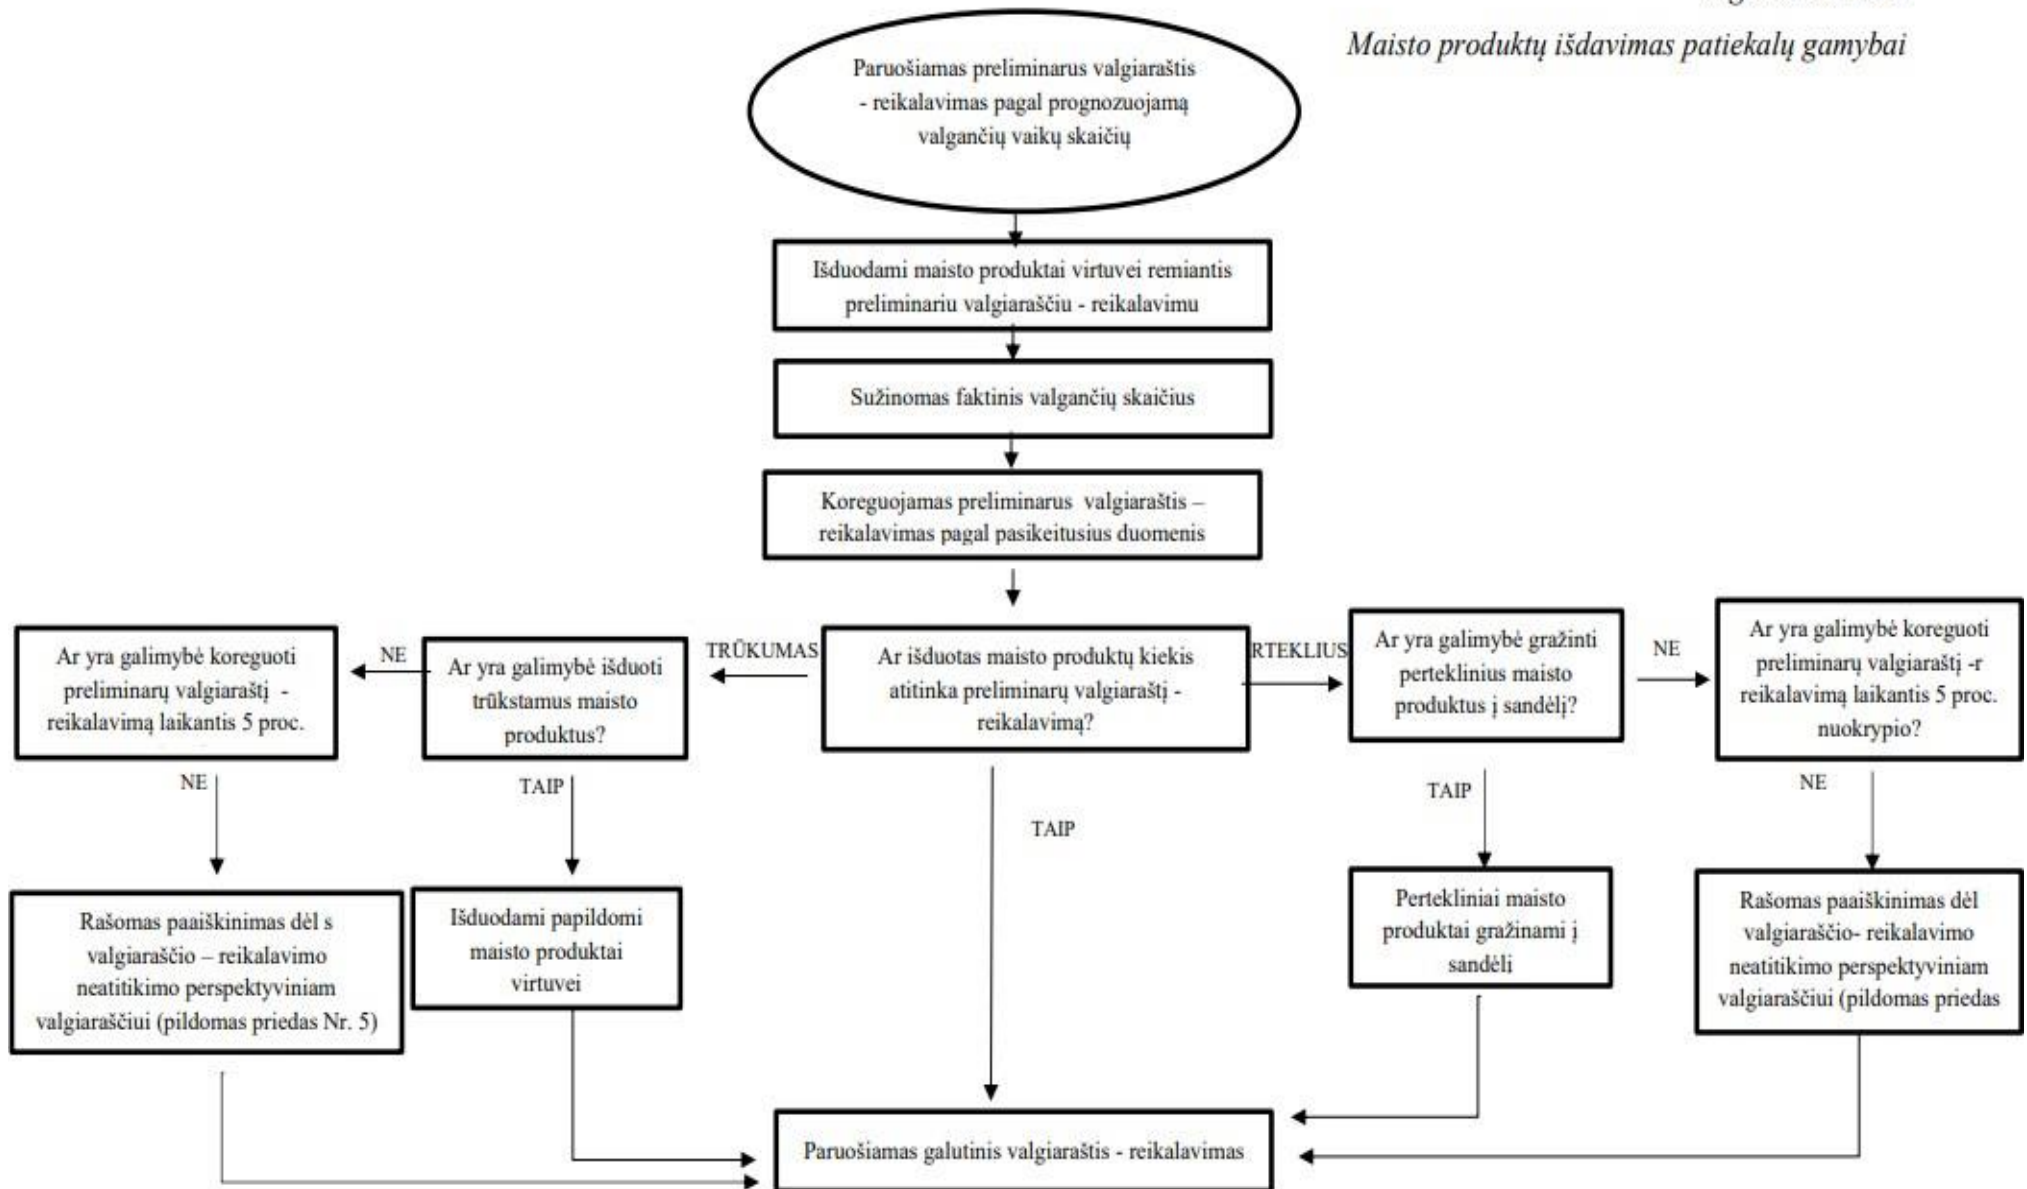 Maisto produktų išdavimas patiekalų gamybai
Paruošiamas preliminarus valgiaraštis
- reikalavimas pagal prognozuojamą
valgančių vaikų skaičių
Išduodami maisto produktai virtuvei remiantis
preliminariu valgiaraščiu - reikalavimu
Sužinomas faktinis valgančių skaičius
Koreguojamas preliminarus valgiaraštis –
reikalavimas pagal pasikeitusius duomenis
Ar yra galimybė koreguoti
preliminarų valgiaraštį -
reikalavimą laikantis 5 proc.
NE
Ar yra galimybė išduoti
trūkstamus maisto
produktus?
TRŪKUMAS
Ar išduotas maisto produktų kiekis
atitinka preliminarų valgiaraštį -
reikalavimą?
RTEKLIUS
Ar yra galimybė gražinti
perteklinius maisto
produktus į sandėlį?
NE
Ar yra galimybė koreguoti
preliminarų valgiaraštį -r
reikalavimą laikantis 5 proc.
nuokrypio?
NE
TAIP
TAIP
TAIP
NE
Rašomas paaiškinimas dėl s
valgiaraščio – reikalavimo
neatitikimo perspektyviniam
valgiaraščiui (pildomas priedas Nr. 5)
Išduodami papildomi
maisto produktai
virtuvei
Pertekliniai maisto
produktai gražinami į
sandėlį
Rašomas paaiškinimas dėl
valgiaraščio- reikalavimo
neatitikimo perspektyviniam
valgiaraščiui (pildomas priedas
Paruošiamas galutinis valgiaraštis - reikalavimas